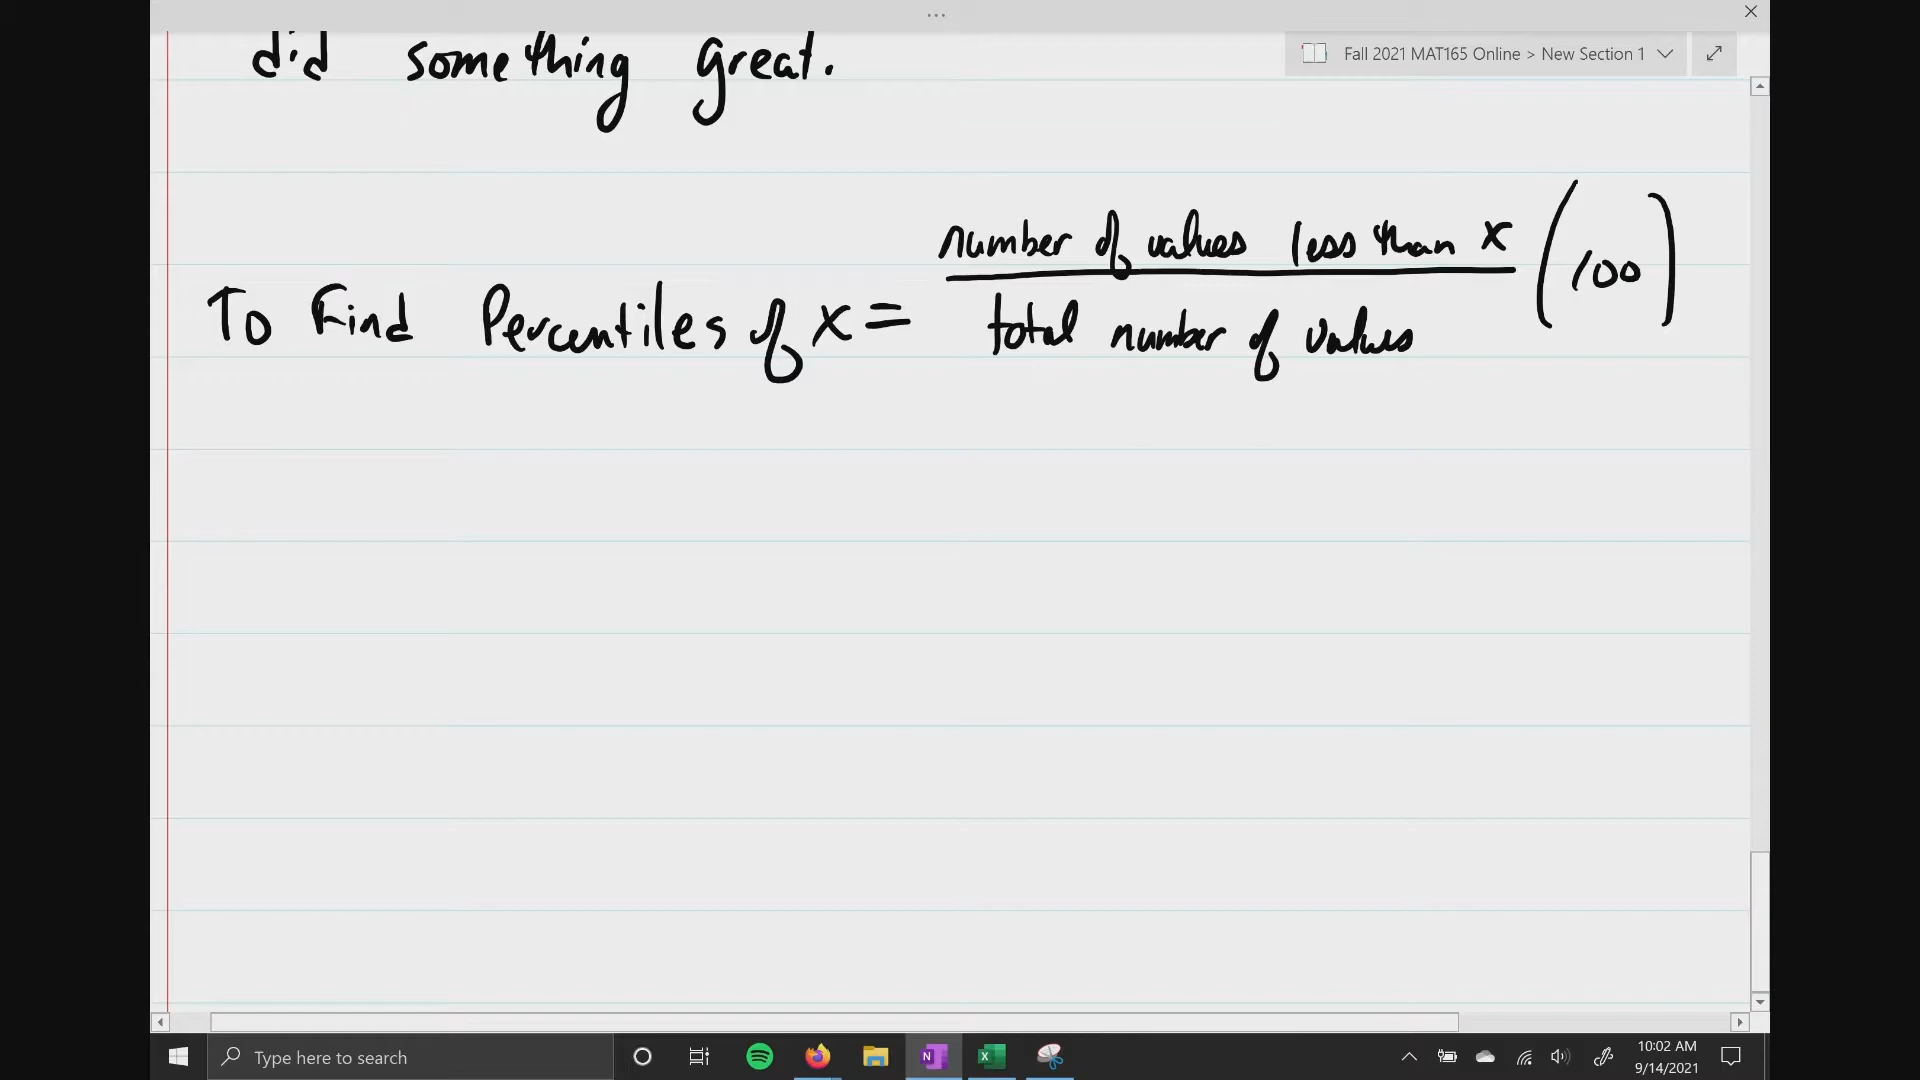 ...
Fall 2021 MAT165 Online > New Section 1
did something great.
number of values less than x
To Find Percentiles of x = (100)
total number of values
Type here to search
10:02 AM
9/14/2021